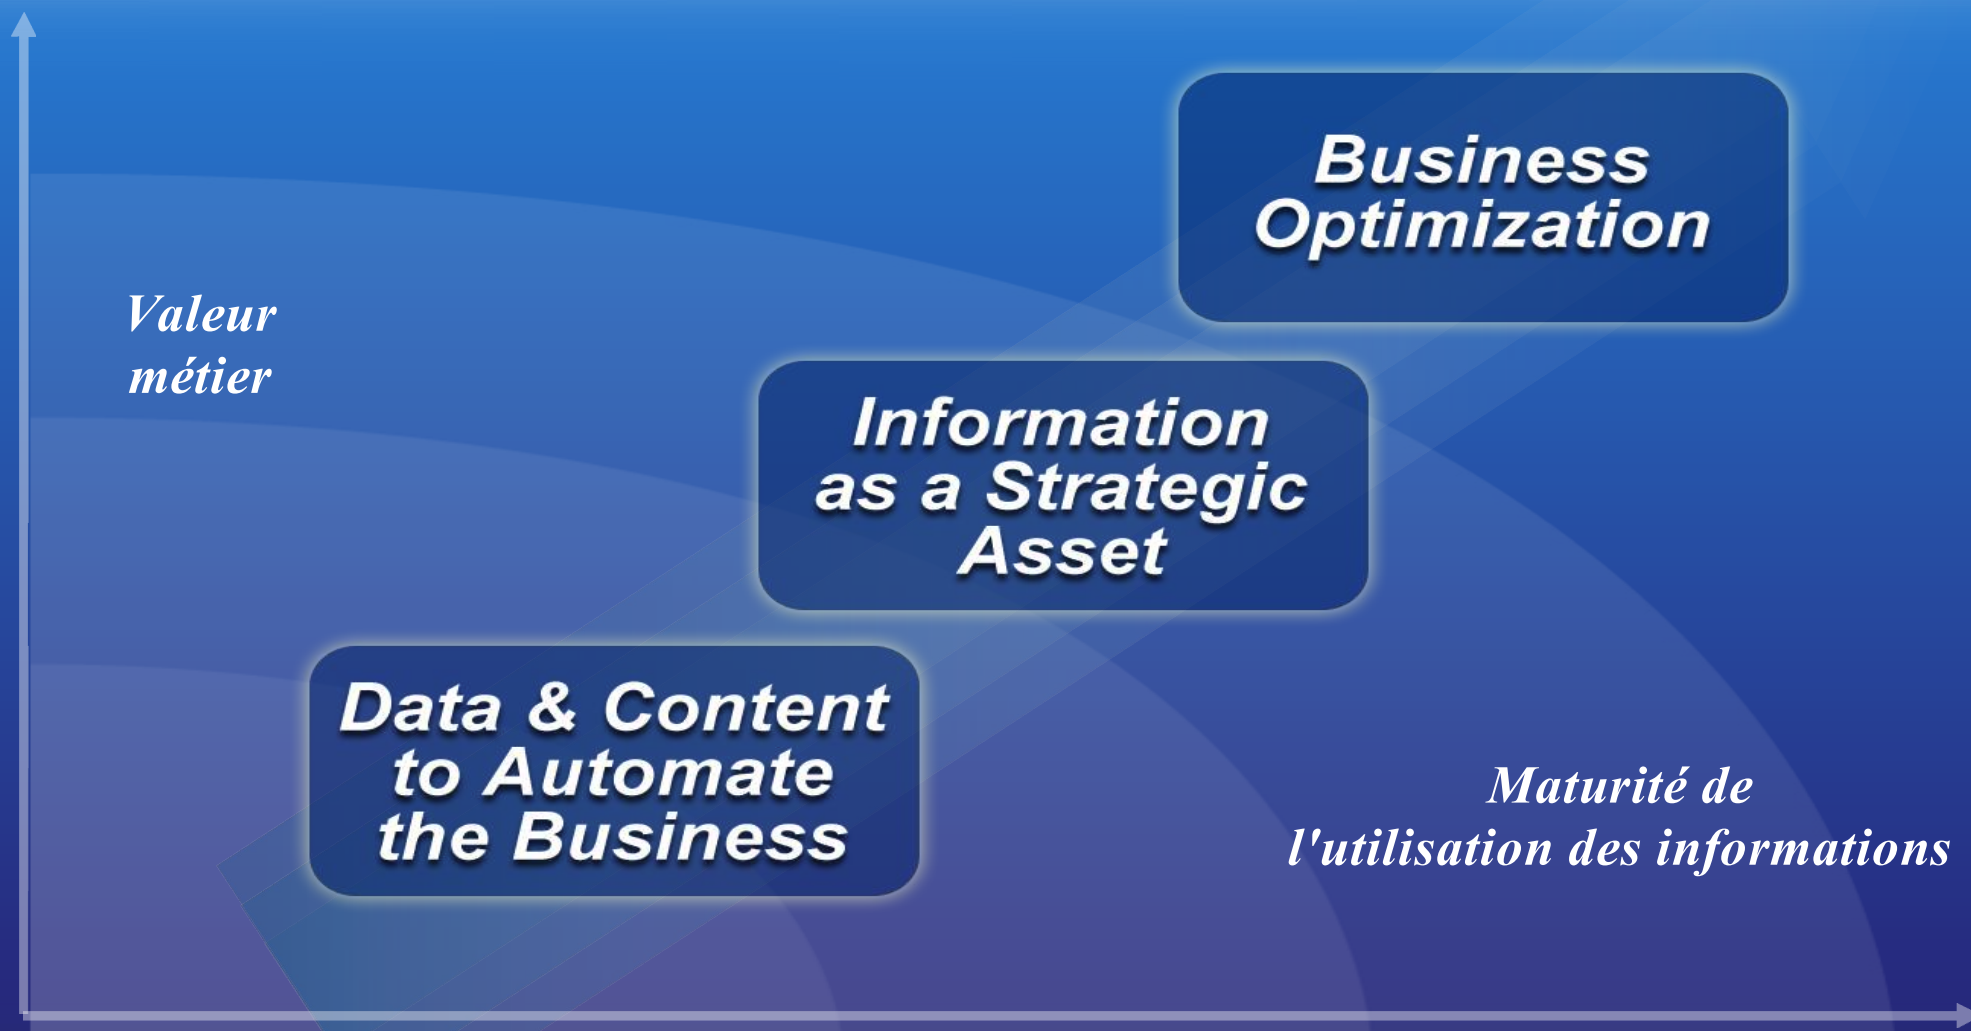 Business
Optimization
Valeur
métier
Information
as a Strategic
Asset
Data & Content
to Automate
the Business
Maturité de
l'utilisation des informations